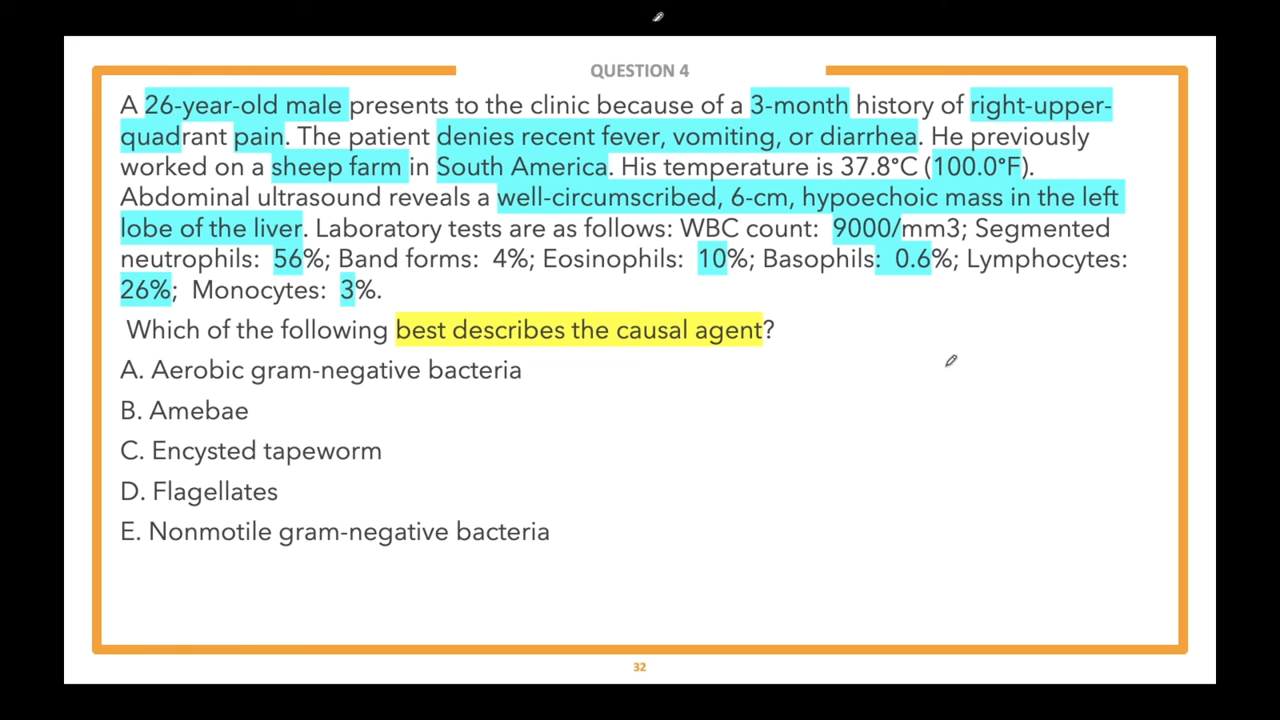 QUESTION 4
A 26-year-old male presents to the clinic because of a 3-month history of right-upper-
quadrant pain. The patient denies recent fever, vomiting, or diarrhea. He previously
worked on a sheep farm in South America. His temperature is 37.8°C (100.0°F).
Abdominal ultrasound reveals a well-circumscribed, 6-cm, hypoechoic mass in the left
lobe of the liver. Laboratory tests are as follows: WBC count: 9000/mm3; Segmented
neutrophils: 56%; Band forms: 4%; Eosinophils: 10%; Basophils: 0.6%; Lymphocytes:
26%; Monocytes: 3%.
Which of the following best describes the causal agent?
A. Aerobic gram-negative bacteria
B. Amebae
C. Encysted tapeworm
D. Flagellates
E. Nonmotile gram-negative bacteria
32